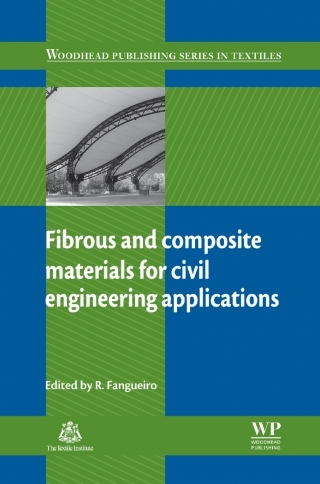 WOODHEAD PUBLISHING SERIES IN TEXTILES
Fibrous and composite
materials for civil
engineering applications
Edited by R. Fangueiro
The Textile Institute
WP
WOODHEAD
PUBLISHING